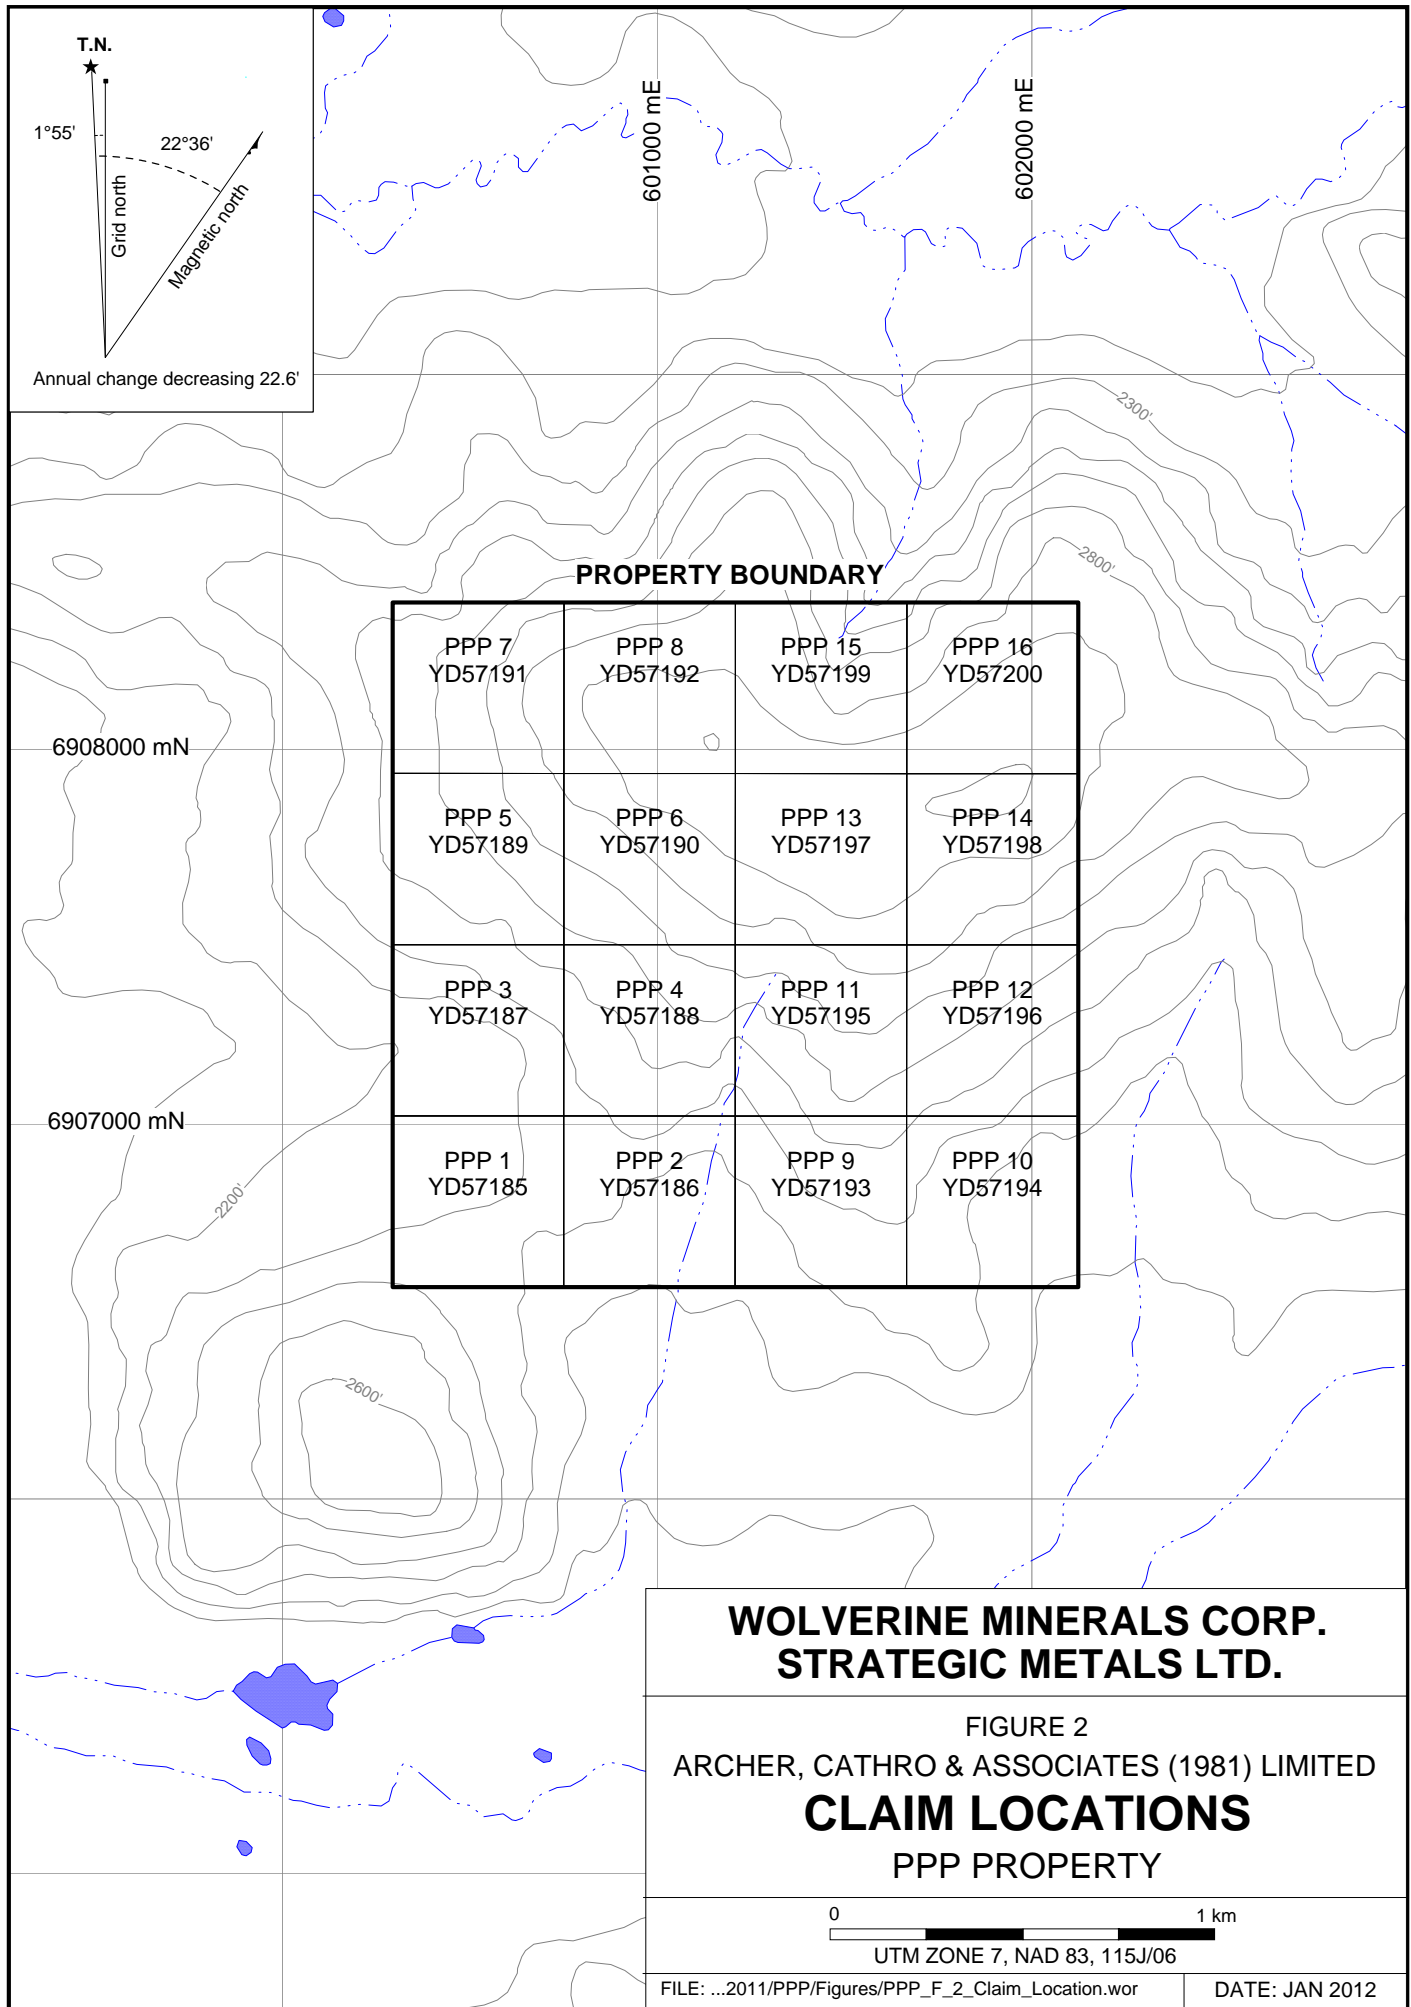 T.N.
1°55'
22°36'
Grid north
Magnetic north
Annual change decreasing 22.6'
601000 mE
602000 mE
2300'
2800'
PROPERTY BOUNDARY
PPP 7
YD57191
PPP 8
YD57192
PPP 15
YD57199
PPP 16
YD57200
6908000 mN
PPP 5
YD57189
PPP 6
YD57190
PPP 13
YD57197
PPP 14
YD57198
PPP 3
YD57187
PPP 4
YD57188
PPP 11
YD57195
PPP 12
YD57196
6907000 mN
PPP 1
YD57185
PPP 2
YD57186
PPP 9
YD57193
PPP 10
YD57194
2200'
2600'
WOLVERINE MINERALS CORP.
STRATEGIC METALS LTD.
FIGURE 2
ARCHER, CATHRO & ASSOCIATES (1981) LIMITED
CLAIM LOCATIONS
PPP PROPERTY
0 1 km
UTM ZONE 7, NAD 83, 115J/06
FILE: ...2011/PPP/Figures/PPP_F_2_Claim_Location.wor
DATE: JAN 2012